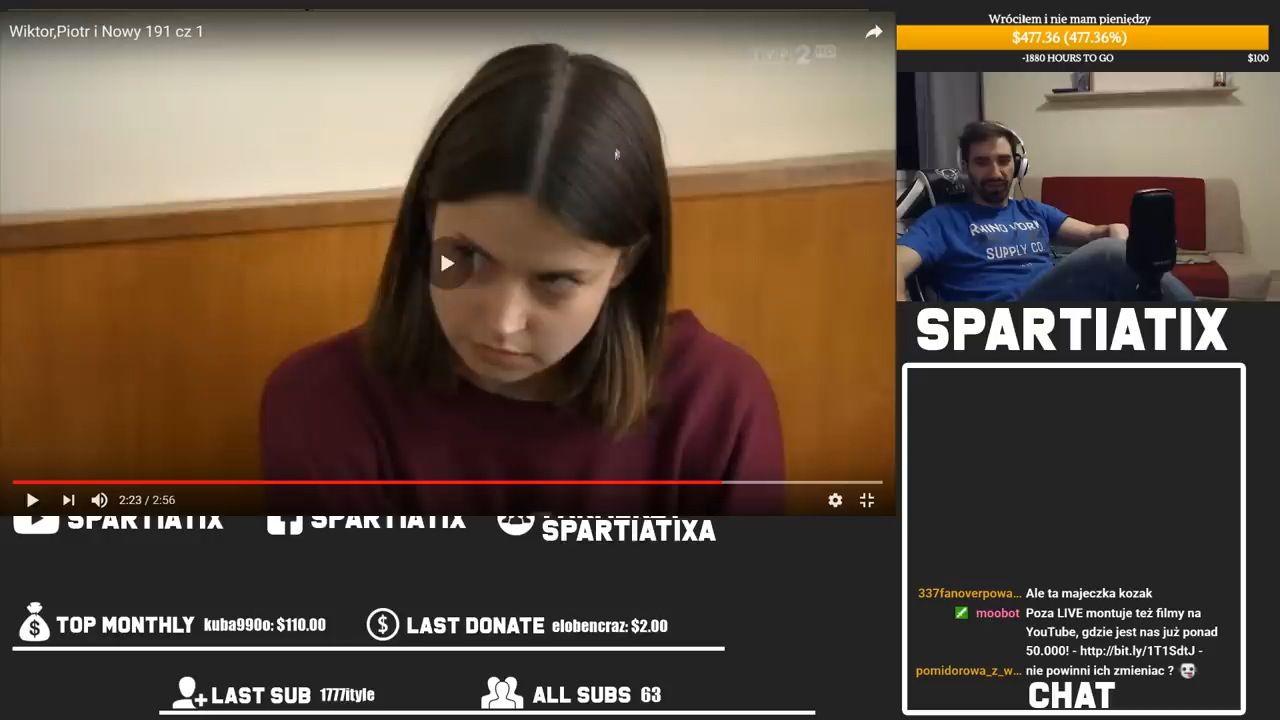 Wiktor,Piotr i Nowy 191 cz 1
TVP2 HD
2:23 / 2:56
SPARTIATIX
SPARTIATIX
SPARTIATIXA
TOP MONTHLY kuba990o: $110.00
LAST DONATE elobencraz: $2.00
LAST SUB 1777ityle
ALL SUBS 63
Wróciłem i nie mam pieniędzy
$477.36 (477.36%)
-1880 HOURS TO GO
$100
SUPPLY CO.
SPARTIATIX
337fanoverpowa... Ale ta majeczka kozak
moobot Poza LIVE montuje też filmy na
YouTube, gdzie jest nas już ponad
50.000! - http://bit.ly/1T1SdtJ -
pomidorowa_z_w... nie powinni ich zmieniac ?
CHAT